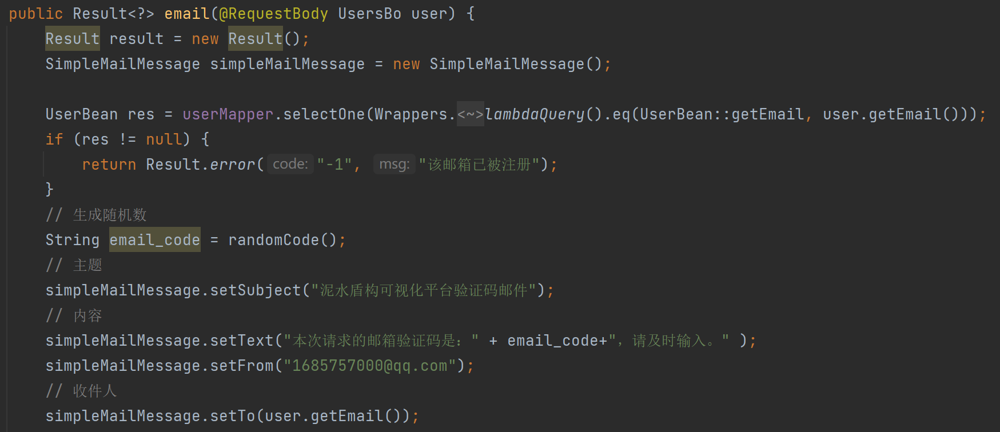 public Result<?> email(@RequestBody UsersBo user) {
Result result = new Result();
SimpleMailMessage simpleMailMessage = new SimpleMailMessage();
UserBean res = userMapper.selectOne(Wrappers.<~>lambdaQuery().eq(UserBean::getEmail, user.getEmail()));
if (res != null) {
return Result.error( code: "-1", msg: "该邮箱已被注册");
}
// 生成随机数
String email_code = randomCode();
// 主题
simpleMailMessage.setSubject("泥水盾构可视化平台验证码邮件");
// 内容
simpleMailMessage.setText("本次请求的邮箱验证码是：" + email_code+"，请及时输入。" );
simpleMailMessage.setFrom("1685757000@qq.com");
// 收件人
simpleMailMessage.setTo(user.getEmail());